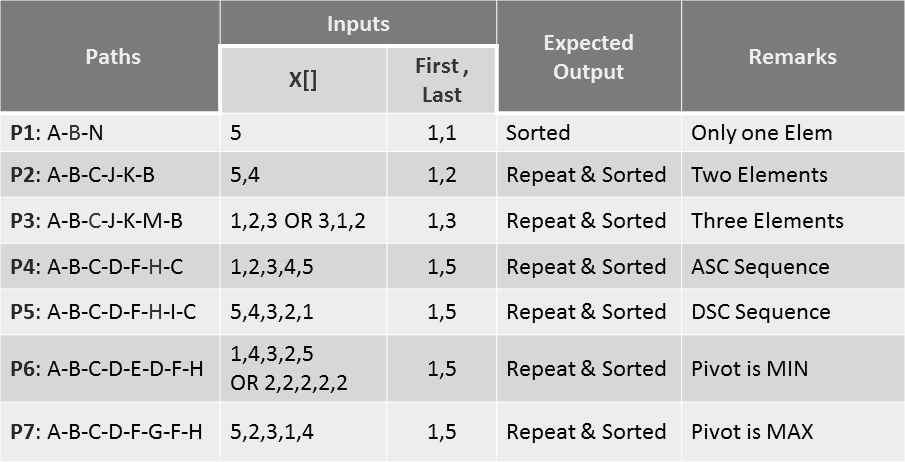 Paths
Inputs
X[]
First ,
Last
Expected
Output
Remarks
P1: A-B-N 5 1,1 Sorted Only one Elem
P2: A-B-C-J-K-B 5,4 1,2 Repeat & Sorted Two Elements
P3: A-B-C-J-K-M-B 1,2,3 OR 3,1,2 1,3 Repeat & Sorted Three Elements
P4: A-B-C-D-F-H-C 1,2,3,4,5 1,5 Repeat & Sorted ASC Sequence
P5: A-B-C-D-F-H-I-C 5,4,3,2,1 1,5 Repeat & Sorted DSC Sequence
P6: A-B-C-D-E-D-F-H 1,4,3,2,5
OR 2,2,2,2,2 1,5 Repeat & Sorted Pivot is MIN
P7: A-B-C-D-F-G-F-H 5,2,3,1,4 1,5 Repeat & Sorted Pivot is MAX